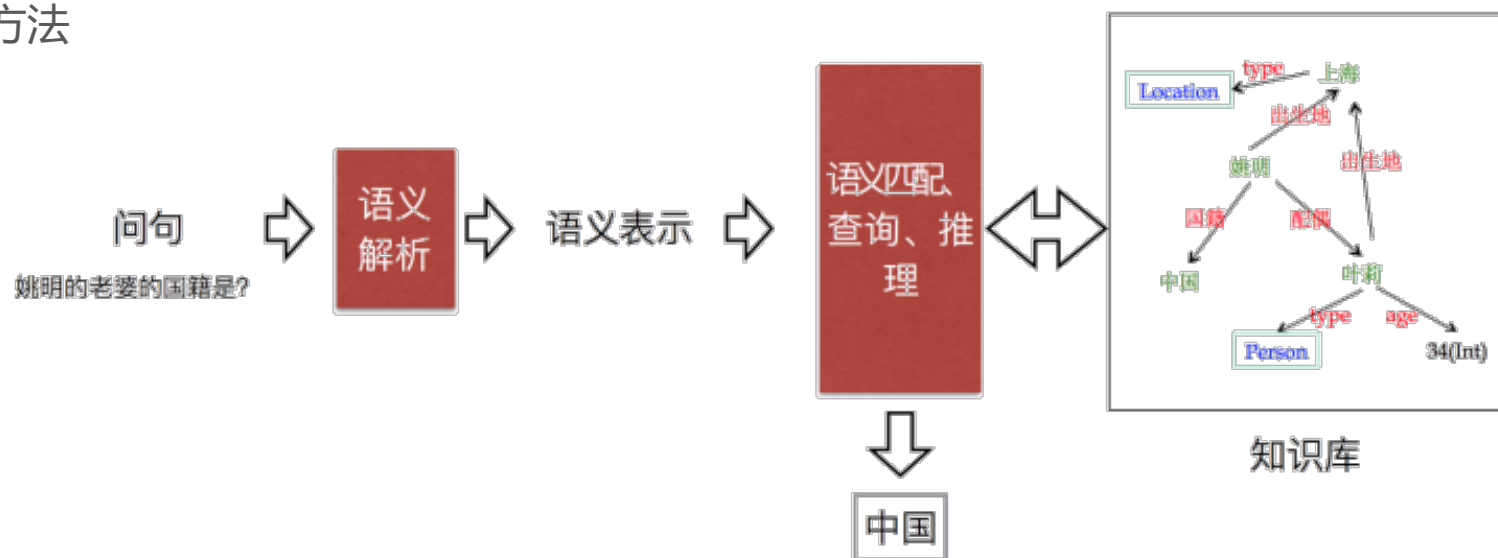 方法
问句
姚明的老婆的国籍是?
语义
解析
语义表示
语义匹配、
查询、推
理
中国
Location
type
上海
出生地
姚明
出生地
国籍
配偶
中国
叶莉
type
age
Person
34(Int)
知识库